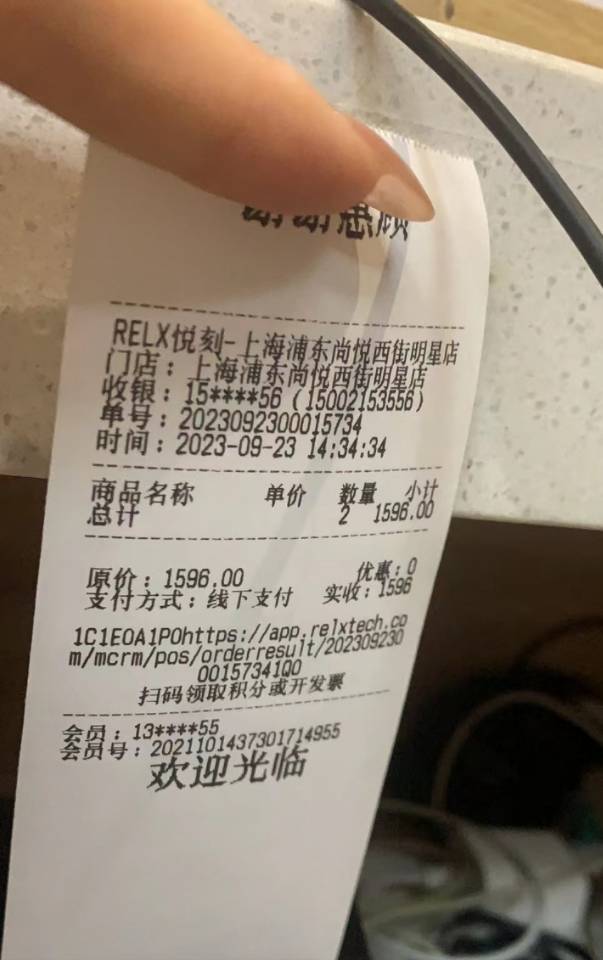 谢谢惠顾
RELX悦刻-上海浦东尚悦西街明星店
门店：上海浦东尚悦西街明星店
收银：15****56 (15002153556)
单号：2023092300015734
时间：2023-09-23 14:34:34
商品名称 单价 数量 小计
总计 2 1596.00
原价：1596.00 优惠：0
支付方式：线下支付 实收：1596
1C1E0A1P0https://app.relxtech.co
m/mcrm/pos/orderresult/202309230
00157341Q0
扫码领取积分或开发票
会员：13****55
会员号：2021101437301714955
欢迎光临